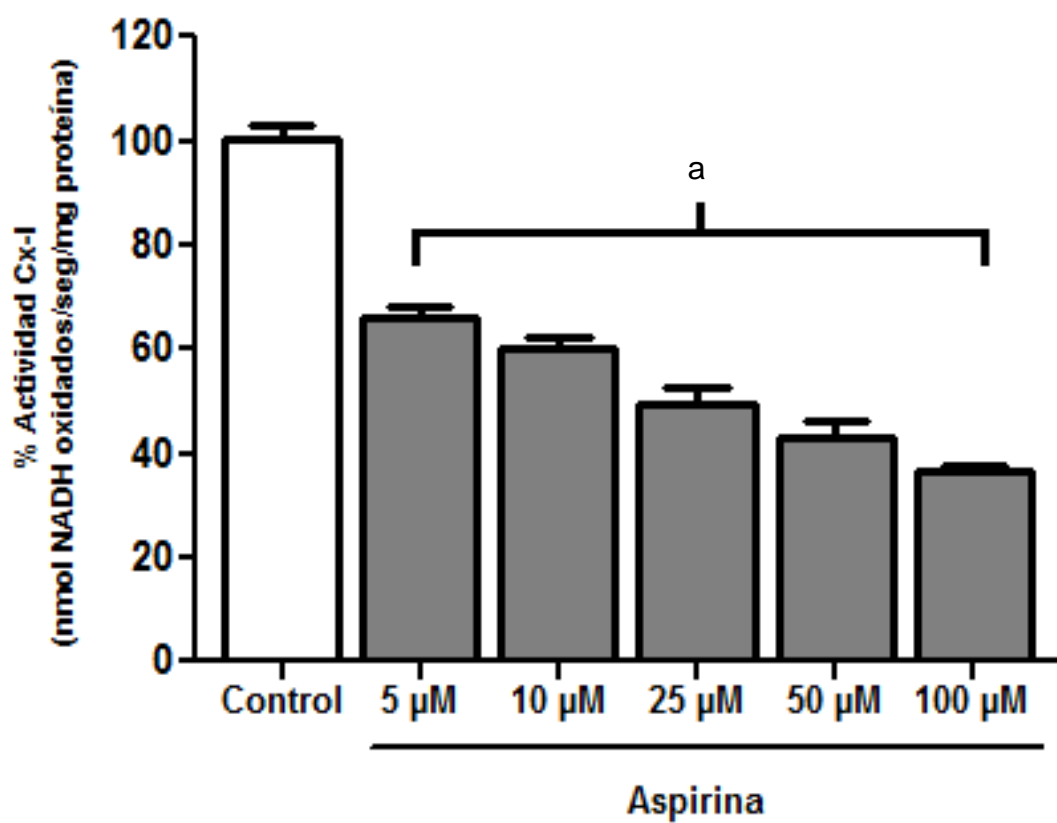 % Actividad Cx-I
(nmol NADH oxidados/seg/mg proteína)
120
100
80
60
40
20
0
a
Control 5 µM 10 µM 25 µM 50 µM 100 µM
Aspirina